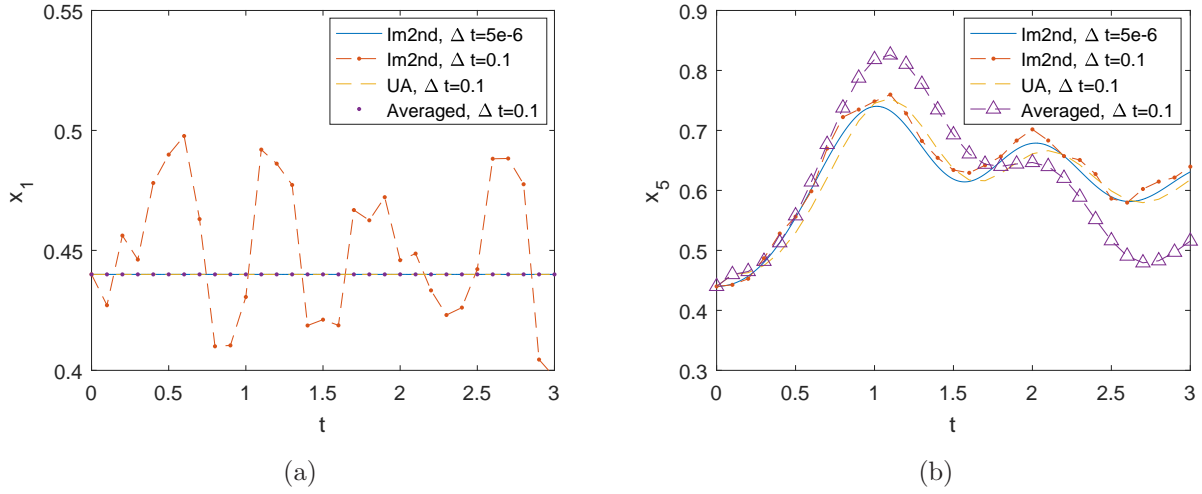 0.5
0.45
0.4
0 0.5 1 1.5 2 2.5 3
t
x1
Im2nd, Δ t=5e-6
Im2nd, Δ t=0.1
UA, Δ t=0.1
Averaged, Δ t=0.1
(a)
0.9
0.8
0.7
0.6
0.5
0.4
0.3
0 0.5 1 1.5 2 2.5 3
t
x5
Im2nd, Δ t=5e-6
Im2nd, Δ t=0.1
UA, Δ t=0.1
Averaged, Δ t=0.1
(b)